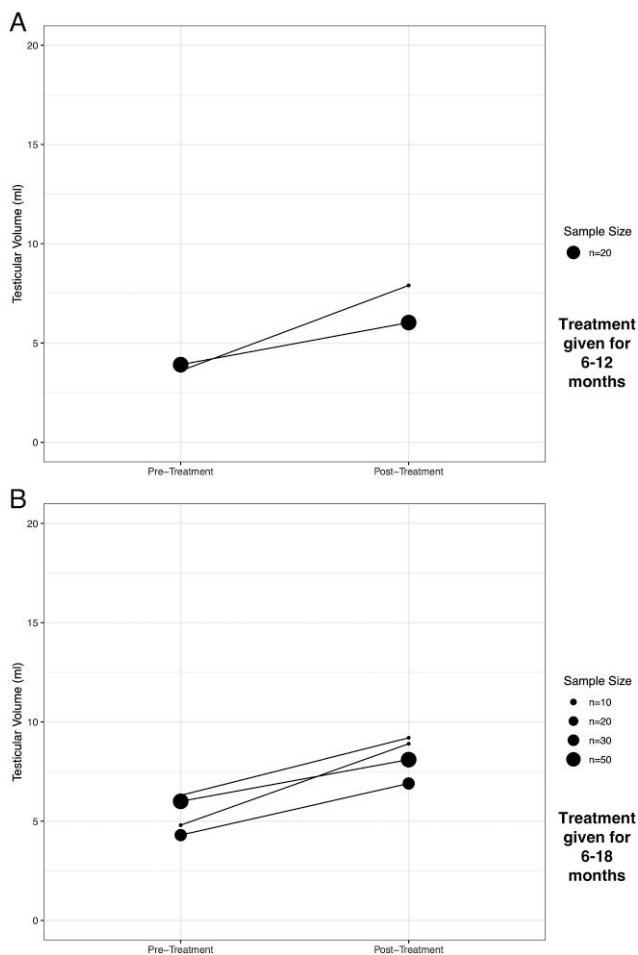 A
Testicular Volume (ml)
20
15
10
5
0
Pre−Treatment
Post−Treatment
Sample Size
n=20
Treatment
given for
6-12
months
B
Testicular Volume (ml)
20
15
10
5
0
Pre−Treatment
Post−Treatment
Sample Size
n=10
n=20
n=30
n=50
Treatment
given for
6-18
months